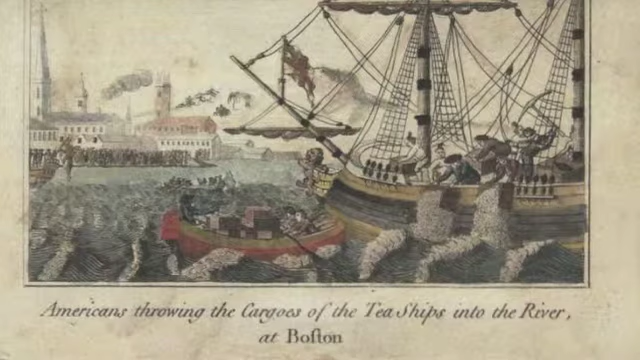 Americans throwing the Cargoes of the Tea Ships into the River,
at Boſton